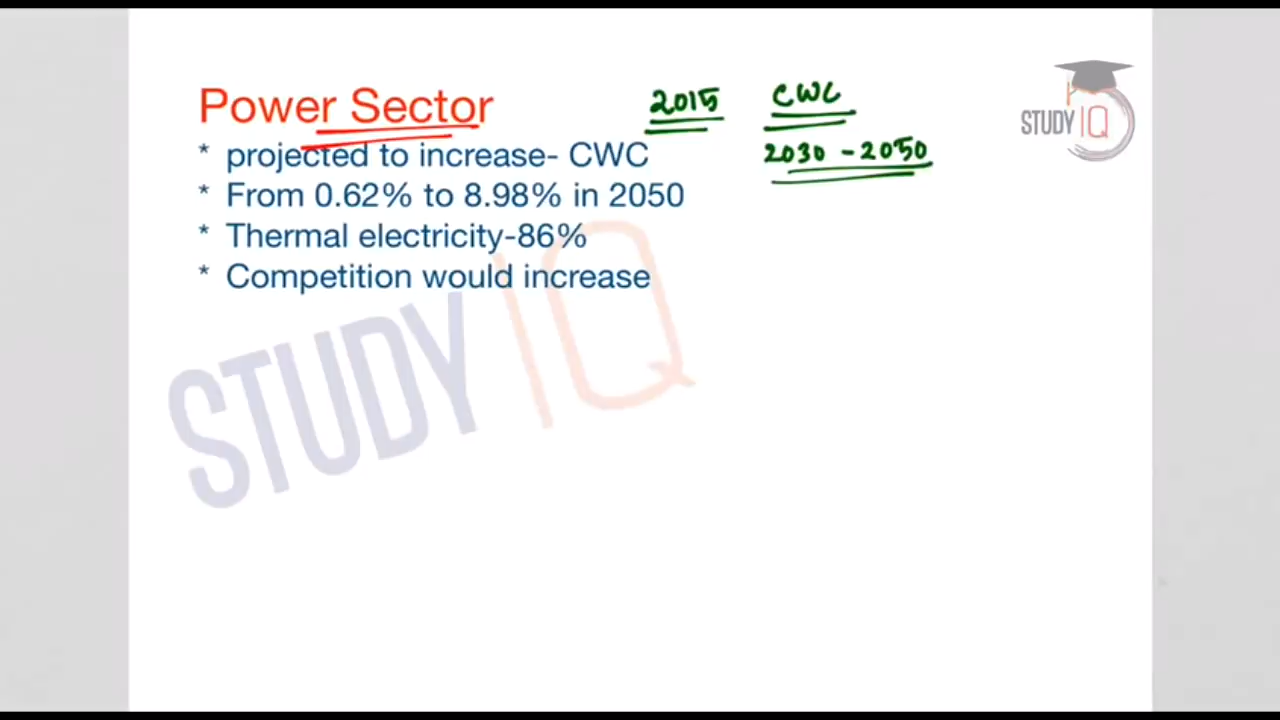 Power Sector
2015
CWC
2030 - 2050
* projected to increase- CWC
* From 0.62% to 8.98% in 2050
* Thermal electricity-86%
* Competition would increase
STUDY IQ
STUDY IQ